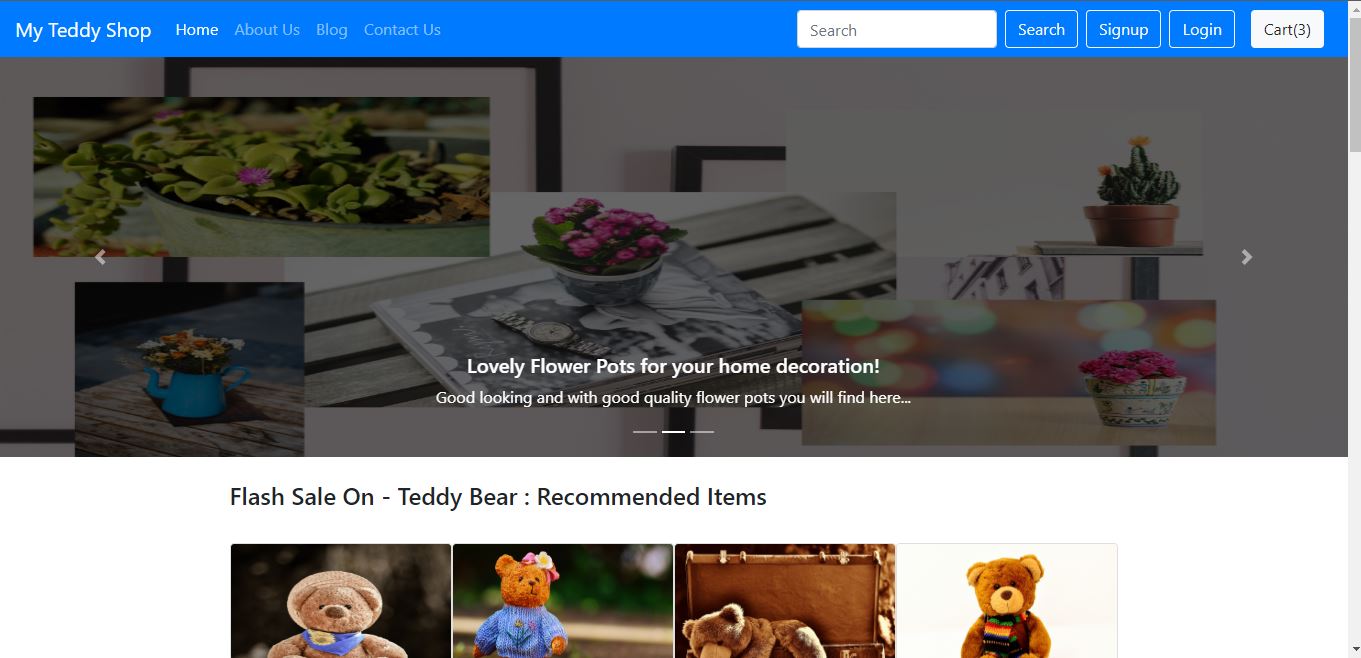 My Teddy Shop Home About Us Blog Contact Us Search Search Signup Login Cart(3)
Lovely Flower Pots for your home decoration!
Good looking and with good quality flower pots you will find here...
Flash Sale On - Teddy Bear : Recommended Items